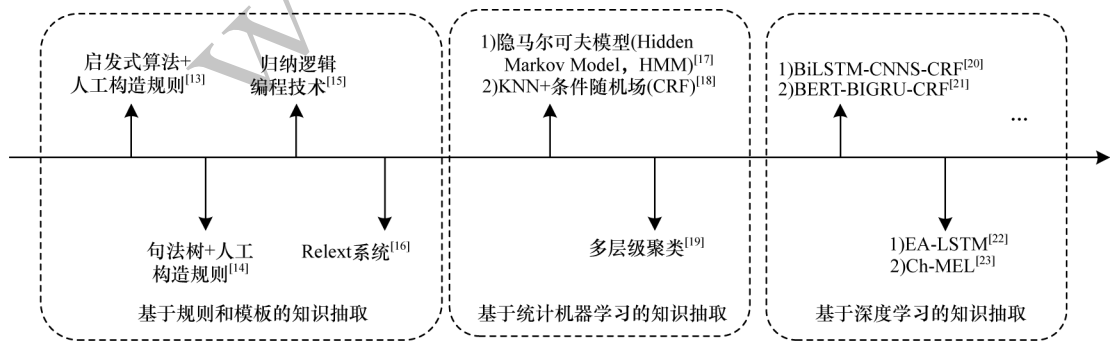 启发式算法+
人工构造规则[13]
归纳逻辑
编程技术[15]
句法树+人工
构造规则[14]
Relext系统[16]
基于规则和模板的知识抽取
1)隐马尔可夫模型(Hidden
Markov Model，HMM)[17]
2)KNN+条件随机场(CRF)[18]
多层级聚类[19]
基于统计机器学习的知识抽取
1)BiLSTM-CNNS-CRF[20]
2)BERT-BIGRU-CRF[21]
...
1)EA-LSTM[22]
2)Ch-MEL[23]
基于深度学习的知识抽取